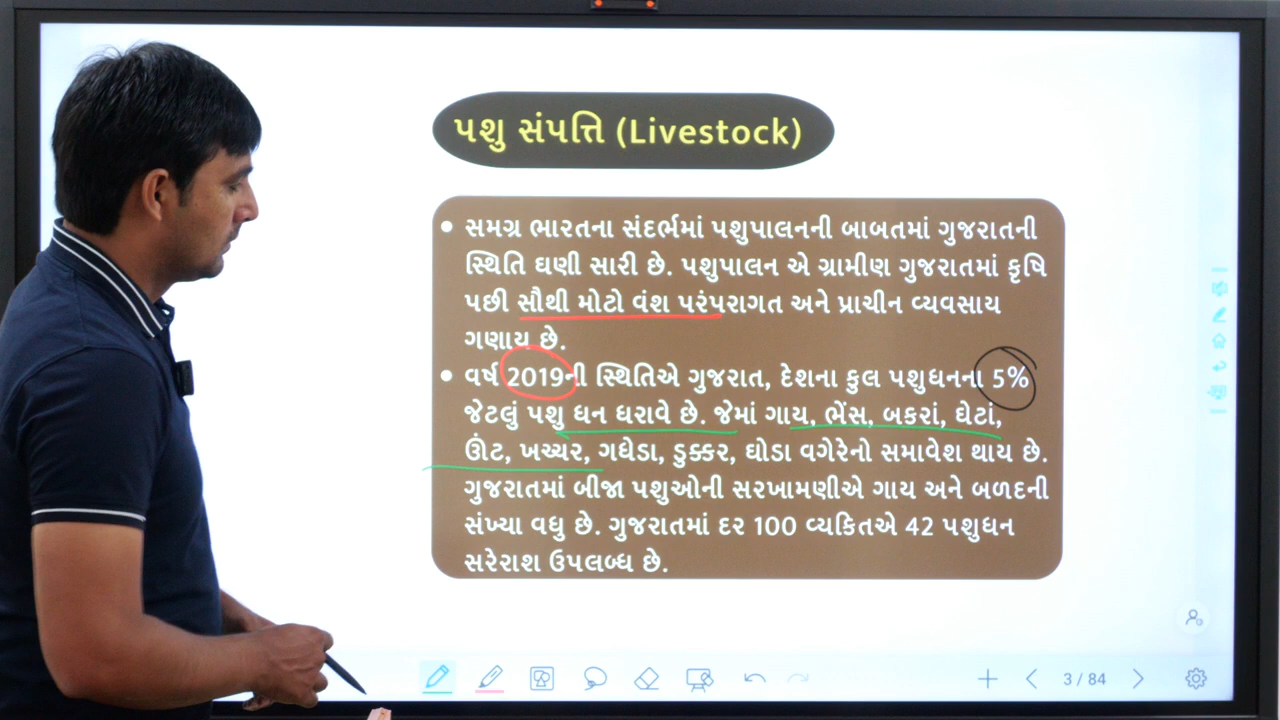 પશુ સંપત્તિ (Livestock)
• સમગ્ર ભારતના સંદર્ભમાં પશુપાલનની બાબતમાં ગુજરાતની
સ્થિતિ ઘણી સારી છે. પશુપાલન એ ગ્રામીણ ગુજરાતમાં કૃષિ
પછી સૌથી મોટો વંશ પરંપરાગત અને પ્રાચીન વ્યવસાય
ગણાય છે.
• વર્ષ 2019ની સ્થિતિએ ગુજરાત, દેશના કુલ પશુધનના 5%
જેટલું પશુ ધન ધરાવે છે. જેમાં ગાય, ભેંસ, બકરાં, ઘેટાં,
ઊંટ, ખચ્ચર, ગધેડા, ડુક્કર, ઘોડા વગેરેનો સમાવેશ થાય છે.
ગુજરાતમાં બીજા પશુઓની સરખામણીએ ગાય અને બળદની
સંખ્યા વધુ છે. ગુજરાતમાં દર 100 વ્યકિતએ 42 પશુધન
સરેરાશ ઉપલબ્ધ છે.
3 / 84